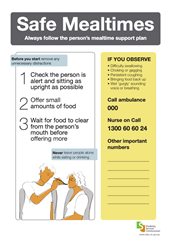 Safe Mealtimes
Always follow the person's mealtime support plan
Before you start remove any
unnecessary distractions
1 Check the person is
alert and sitting as
upright as possible
2 Offer small
amounts of food
3 Wait for food to clear
from the person's
mouth before
offering more
Never leave people alone
while eating or drinking
IF YOU OBSERVE
• Difficulty swallowing
• Choking or gagging
• Persistent coughing
• Bringing food back up
• Wet 'gurgly' sounding
voice or breathing
Call ambulance
000
Nurse on Call
1300 60 60 24
Other important
numbers